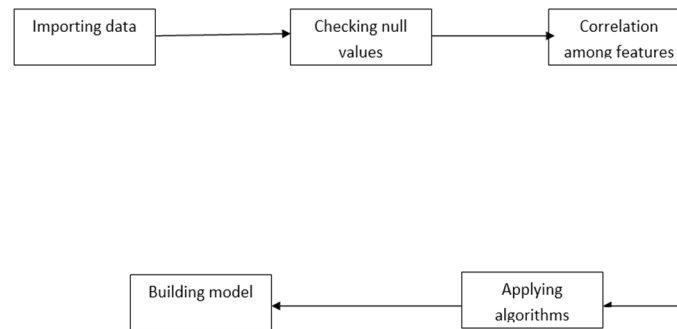 Importing data
Checking null
values
Correlation
among features
Applying
algorithms
Building model